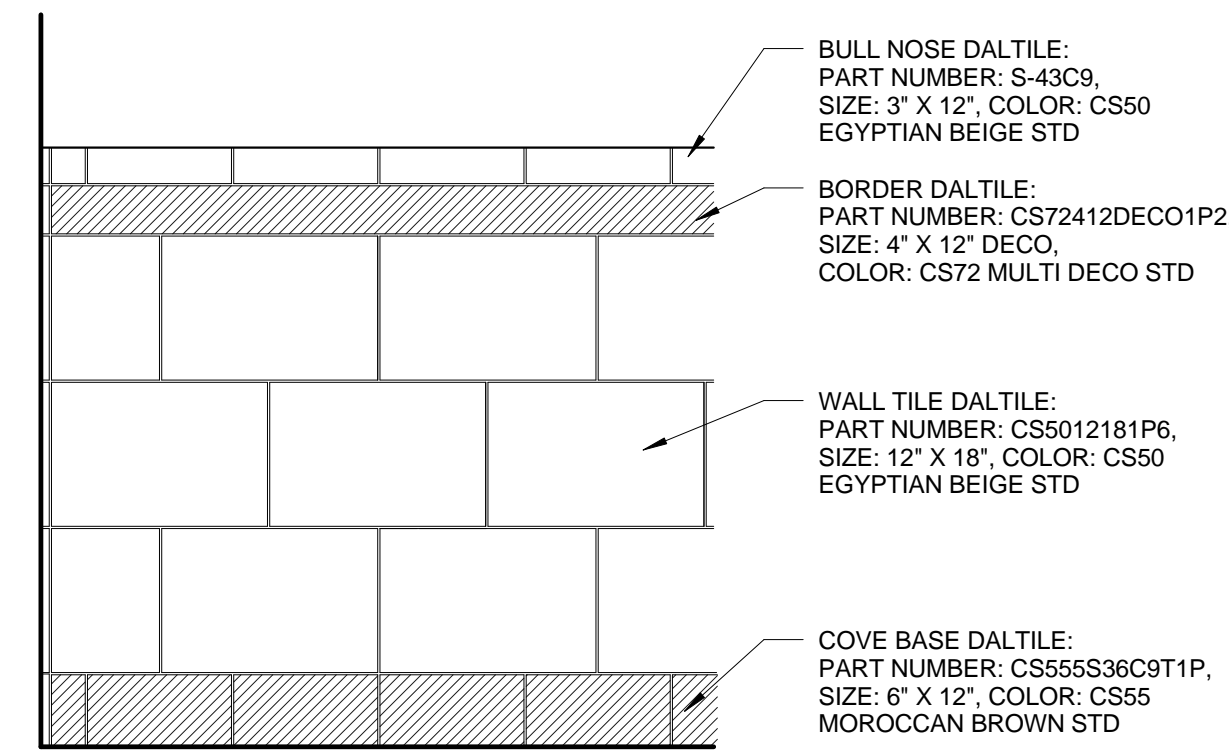 BULL NOSE DALTILE:
PART NUMBER: S-43C9,
SIZE: 3" X 12", COLOR: CS50
EGYPTIAN BEIGE STD
BORDER DALTILE:
PART NUMBER: CS72412DECO1P2
SIZE: 4" X 12" DECO,
COLOR: CS72 MULTI DECO STD
WALL TILE DALTILE:
PART NUMBER: CS5012181P6,
SIZE: 12" X 18", COLOR: CS50
EGYPTIAN BEIGE STD
COVE BASE DALTILE:
PART NUMBER: CS555S36C9T1P,
SIZE: 6" X 12", COLOR: CS55
MOROCCAN BROWN STD